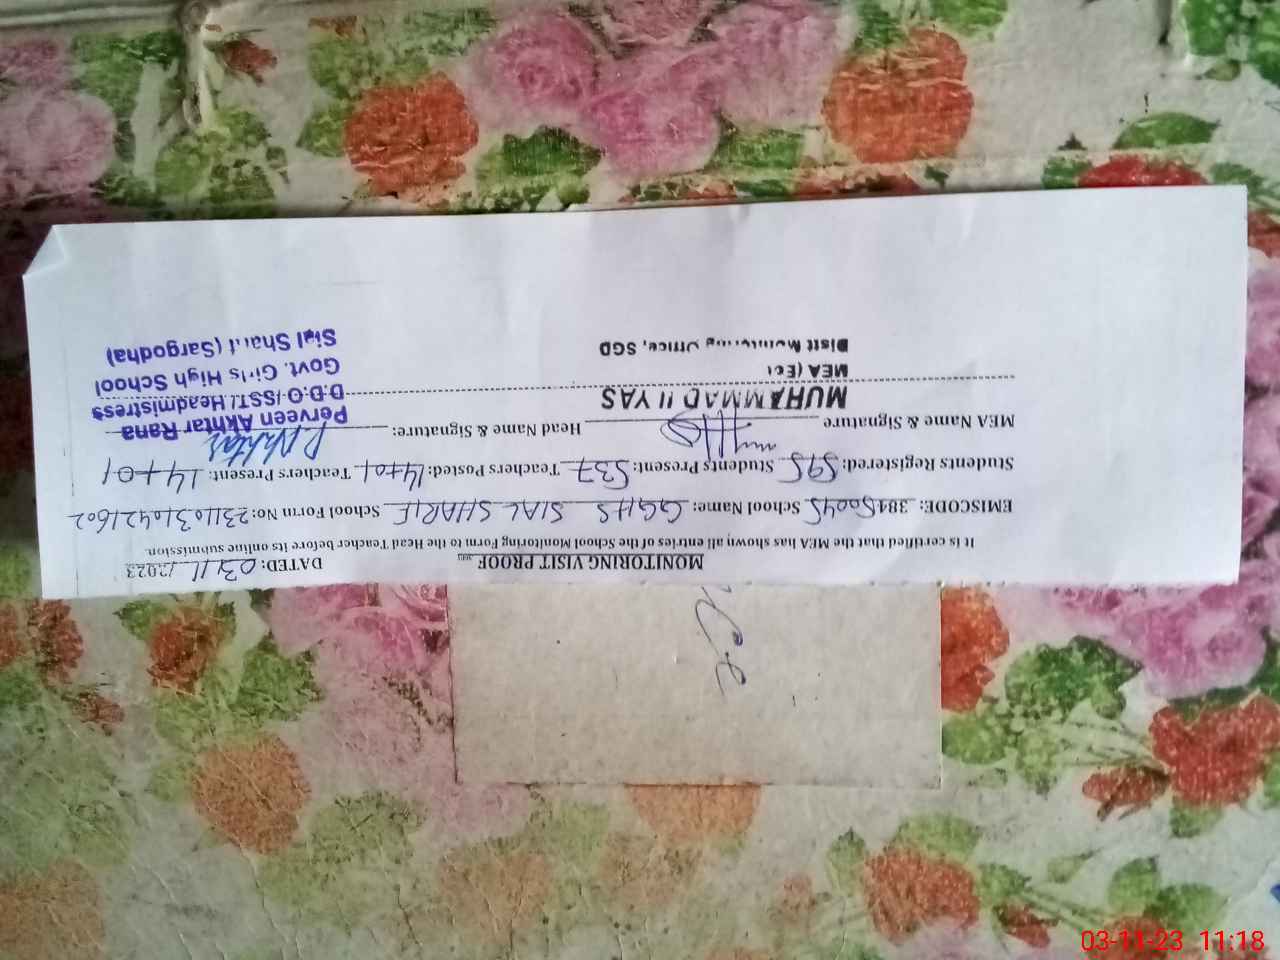 MONITORING VISIT PROOF
DATED: 03/11/2023
It is certified that the MEA has shown all entries of the School Monitoring Form to the Head Teacher before its online submission.
EMISCODE: 38450045 School Name: GGHS SIAL SHARIF School Form No: 231103104421602
Students Registered: 595 Students Present: 537 Teachers Posted: 14+01 Teachers Present: 14+01
MEA Name & Signature Head Name & Signature: P. Akhtar
MUHAMMAD ILYAS
MEA
Distt Monitoring Office, SGD
Perveen Akhtar Rana
D.D.O/SST/Headmistress
Govt. Girls High School
Sial Sharif (Sargodha)
03-11-23 11:18